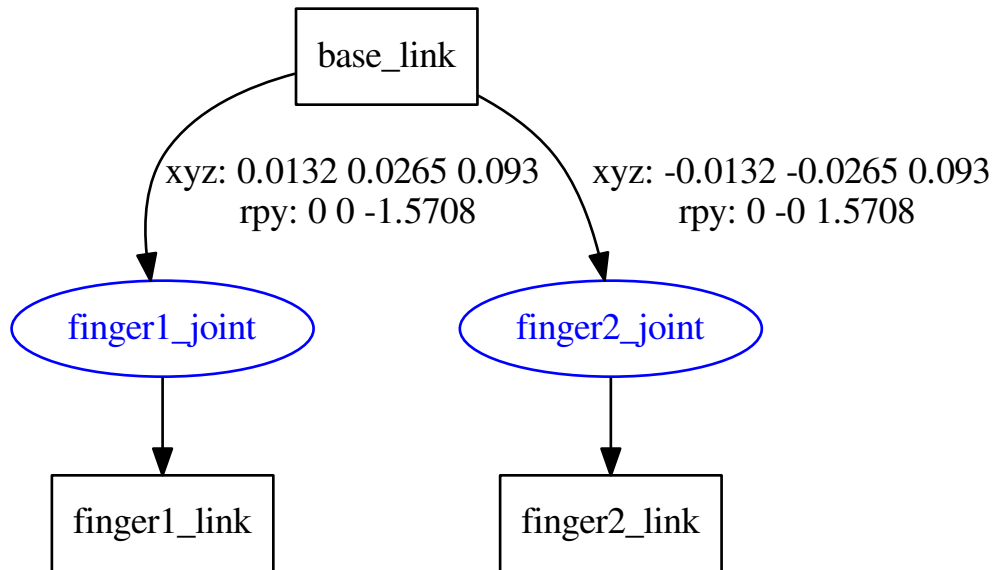 base_link
xyz: 0.0132 0.0265 0.093
rpy: 0 0 -1.5708
xyz: -0.0132 -0.0265 0.093
rpy: 0 -0 1.5708
finger1_joint
finger2_joint
finger1_link
finger2_link